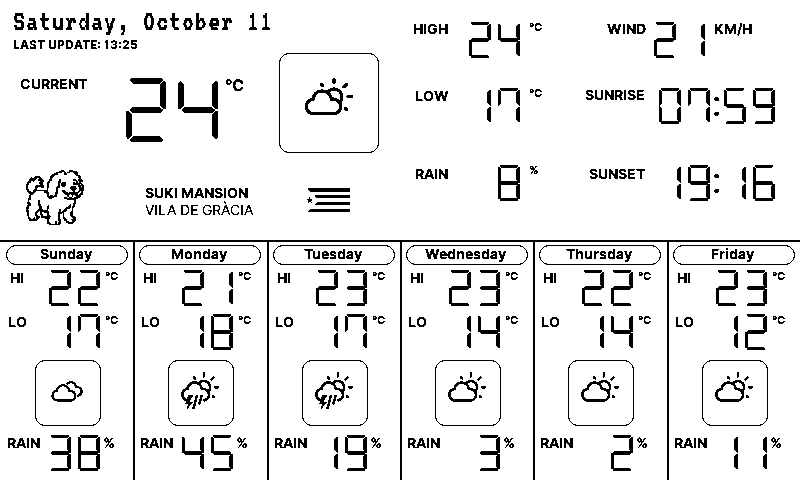 Saturday, October 11
LAST UPDATE: 13:25
CURRENT 24 °C
HIGH 24 °C
WIND 21 KM/H
LOW 17 °C
SUNRISE 07:59
RAIN 8 %
SUNSET 19:16
SUKI MANSION
VILA DE GRÀCIA
Sunday
HI 22 °C
LO 17 °C
RAIN 38 %
Monday
HI 21 °C
LO 18 °C
RAIN 45 %
Tuesday
HI 23 °C
LO 17 °C
RAIN 19 %
Wednesday
HI 23 °C
LO 14 °C
RAIN 3 %
Thursday
HI 22 °C
LO 14 °C
RAIN 2 %
Friday
HI 23 °C
LO 12 °C
RAIN 11 %